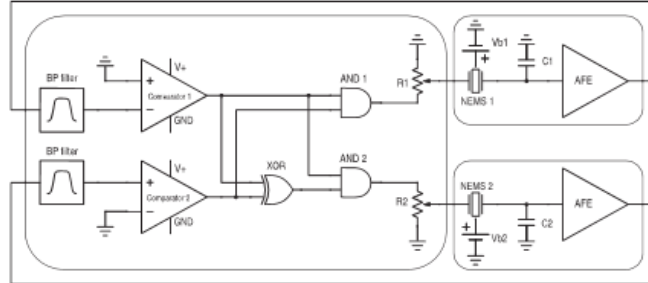 BP filter
+
−
V+
Comparator 1
GND
AND 1
R1
Vb1
+
NEMS 1
C1
AFE
BP filter
+
−
V+
Comparator 2
GND
XOR
AND 2
R2
NEMS 2
+
Vb2
C2
AFE